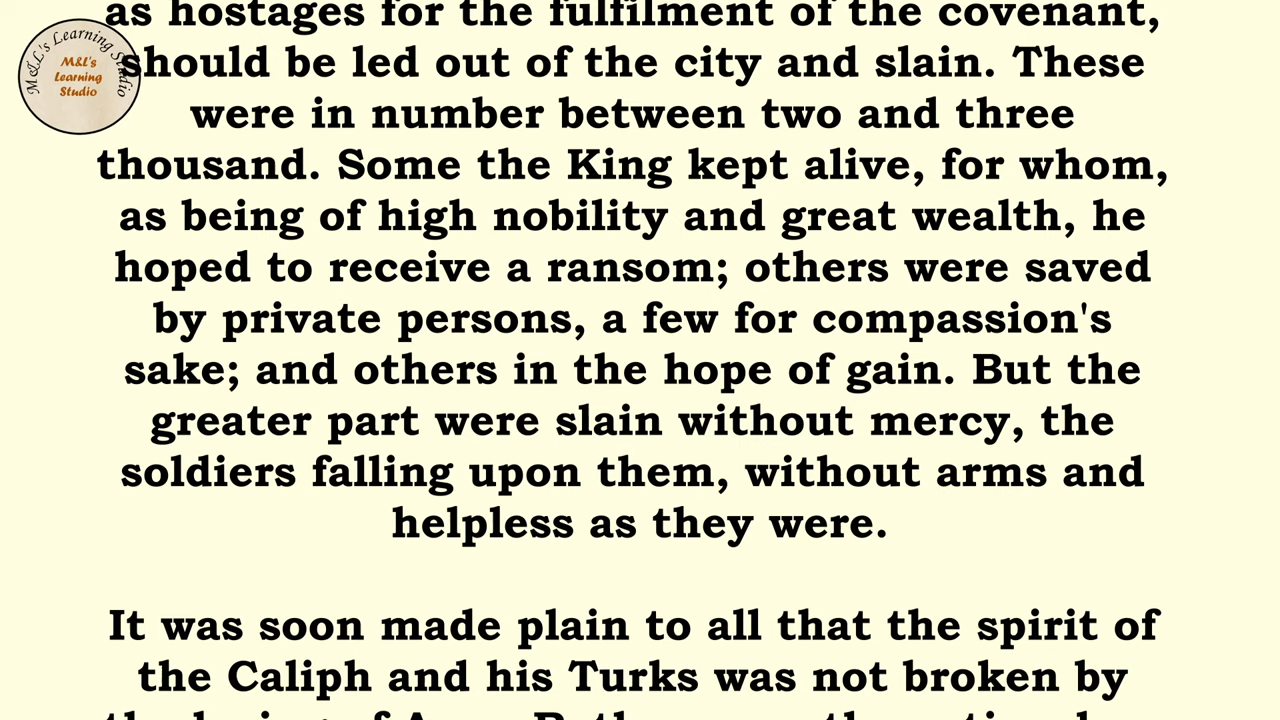 as hostages for the fulfilment of the covenant,
M&L's Learning Studio
M&L's
Learning
Studio
should be led out of the city and slain. These
were in number between two and three
thousand. Some the King kept alive, for whom,
as being of high nobility and great wealth, he
hoped to receive a ransom; others were saved
by private persons, a few for compassion's
sake; and others in the hope of gain. But the
greater part were slain without mercy, the
soldiers falling upon them, without arms and
helpless as they were.
It was soon made plain to all that the spirit of
the Caliph and his Turks was not broken by